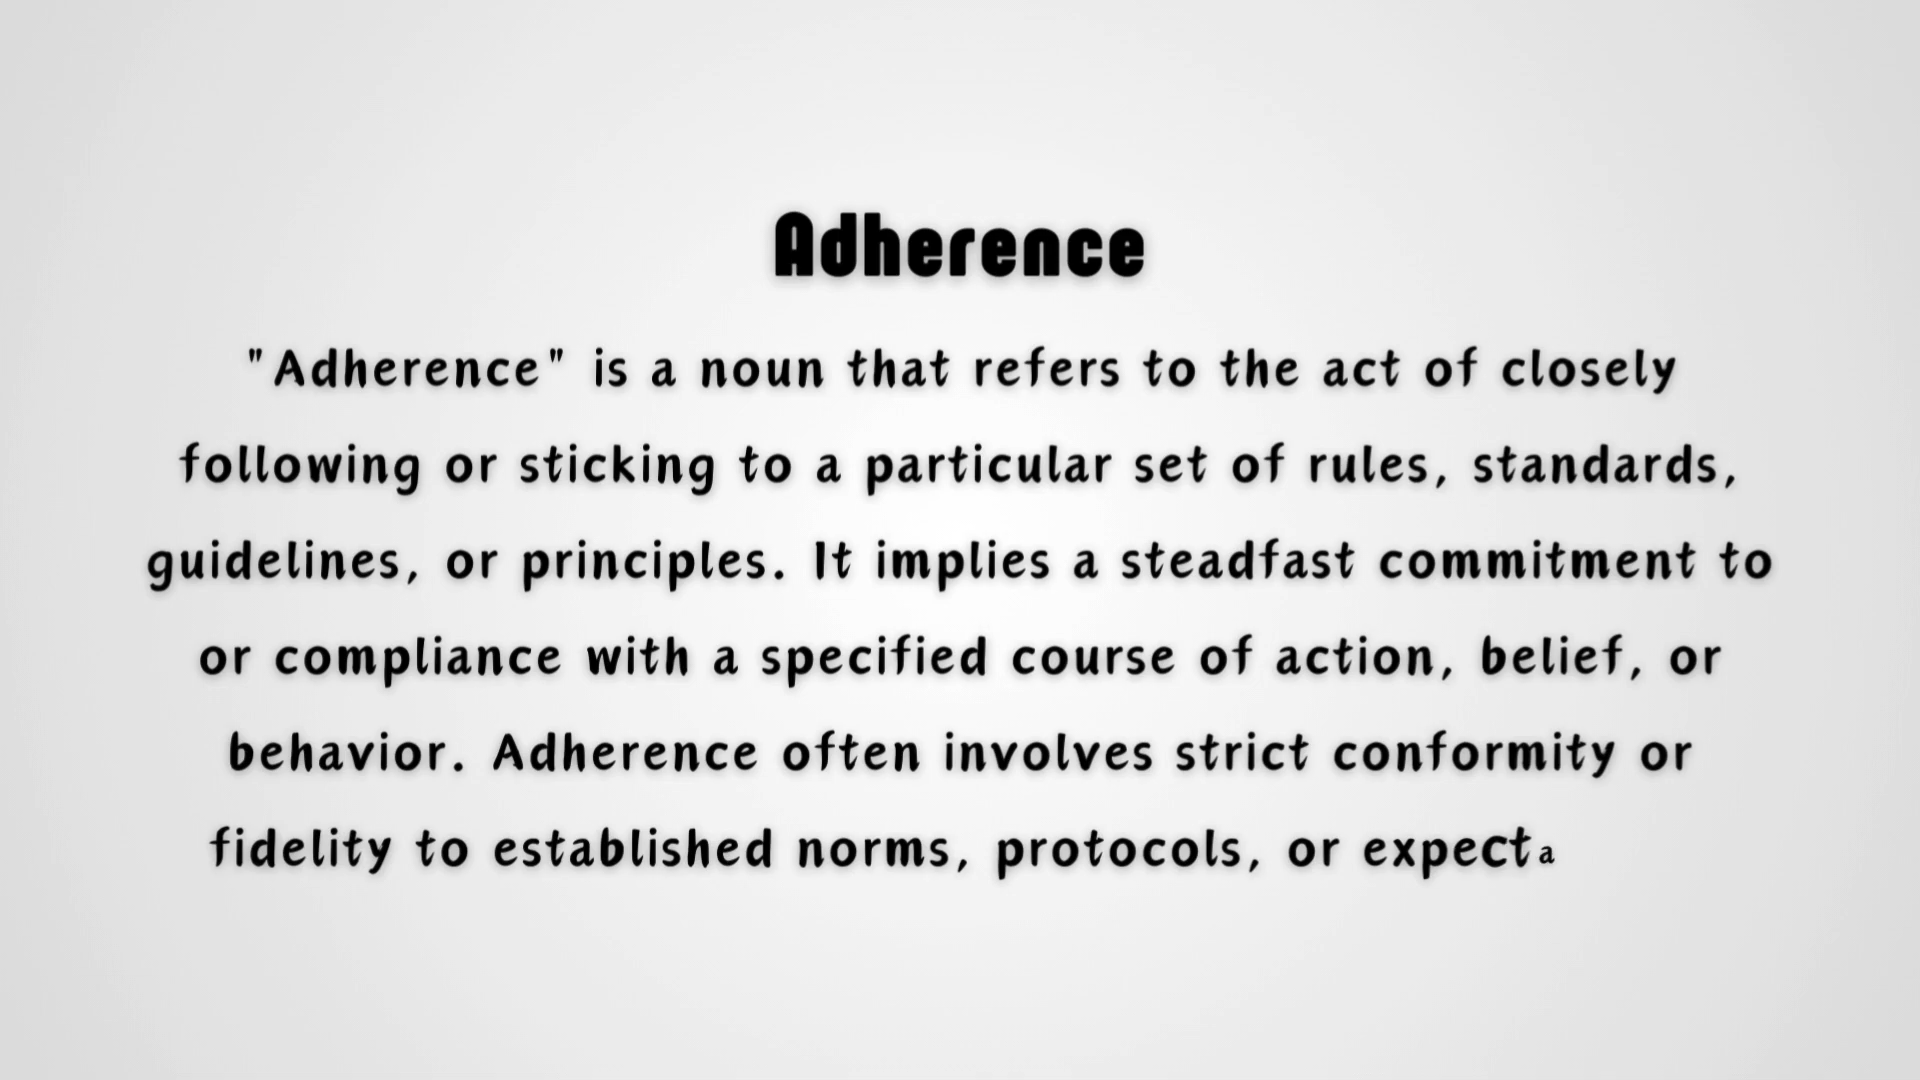 Adherence
"Adherence" is a noun that refers to the act of closely
following or sticking to a particular set of rules, standards,
guidelines, or principles. It implies a steadfast commitment to
or compliance with a specified course of action, belief, or
behavior. Adherence often involves strict conformity or
fidelity to established norms, protocols, or expecta